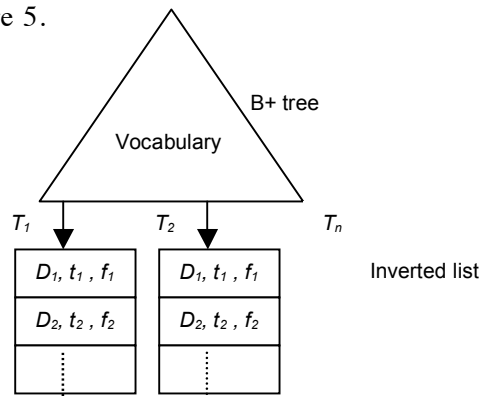 e 5.
B+ tree
Vocabulary
T₁ T₂ Tₙ
D₁, t₁ , f₁ D₁, t₁ , f₁ Inverted list
D₂, t₂ , f₂ D₂, t₂ , f₂